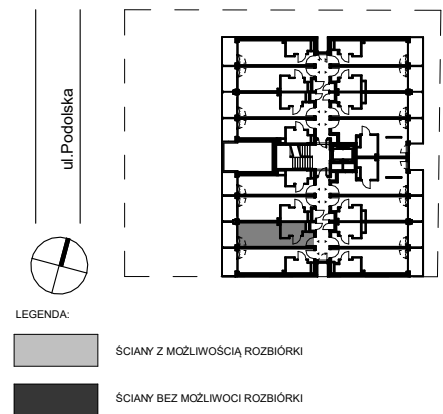 ul.Podolska
LEGENDA:
ŚCIANY Z MOŻLIWOŚCIĄ ROZBIÓRKI
ŚCIANY BEZ MOŻLIWOCI ROZBIÓRKI